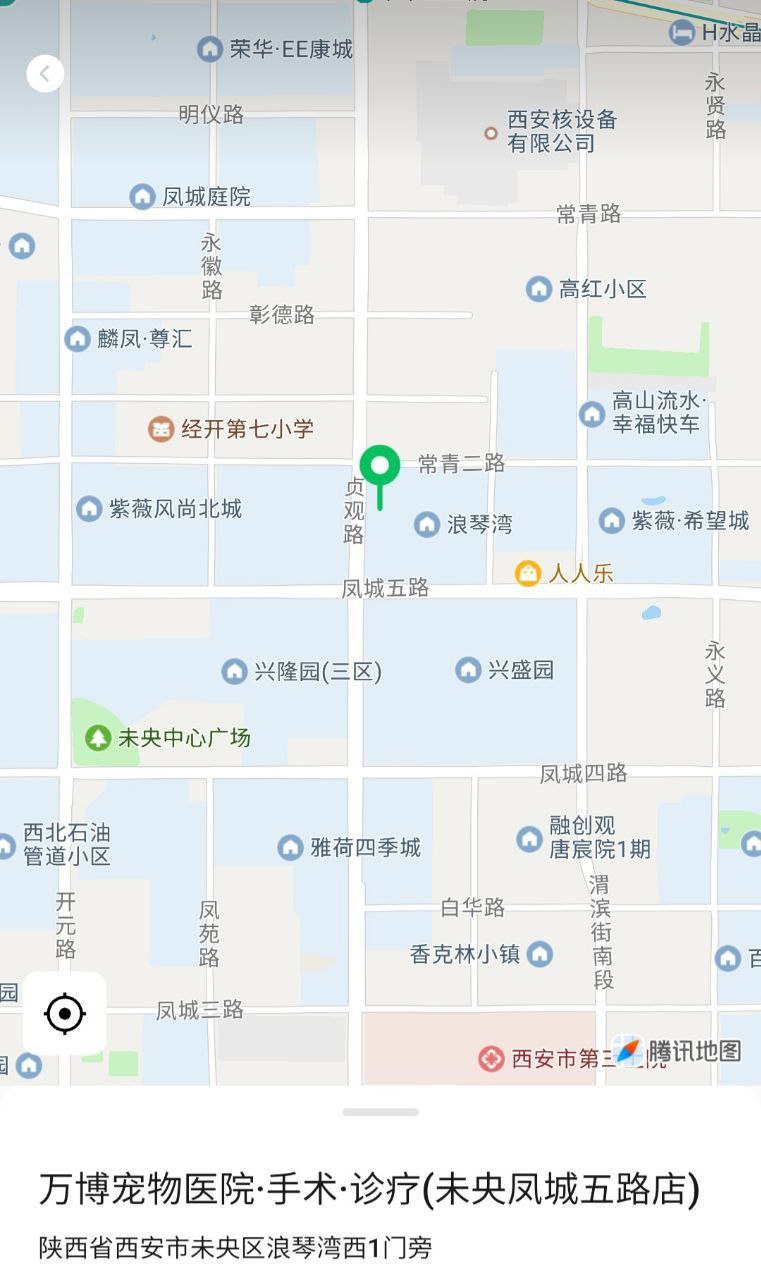 荣华·EE康城
H水晶
永贤路
明仪路
西安核设备
有限公司
凤城庭院
常青路
永徽路
高红小区
彰德路
麟凤·尊汇
高山流水·
幸福快车
经开第七小学
常青二路
贞观路
紫薇风尚北城
浪琴湾
紫薇·希望城
人人乐
凤城五路
兴隆园(三区)
兴盛园
永义路
未央中心广场
凤城四路
西北石油
管道小区
雅荷四季城
融创观
唐宸院1期
开元路
凤苑路
白华路
渭滨街南段
香克林小镇
园
凤城三路
西安市第三
院
腾讯地图
万博宠物医院·手术·诊疗(未央凤城五路店)
陕西省西安市未央区浪琴湾西1门旁